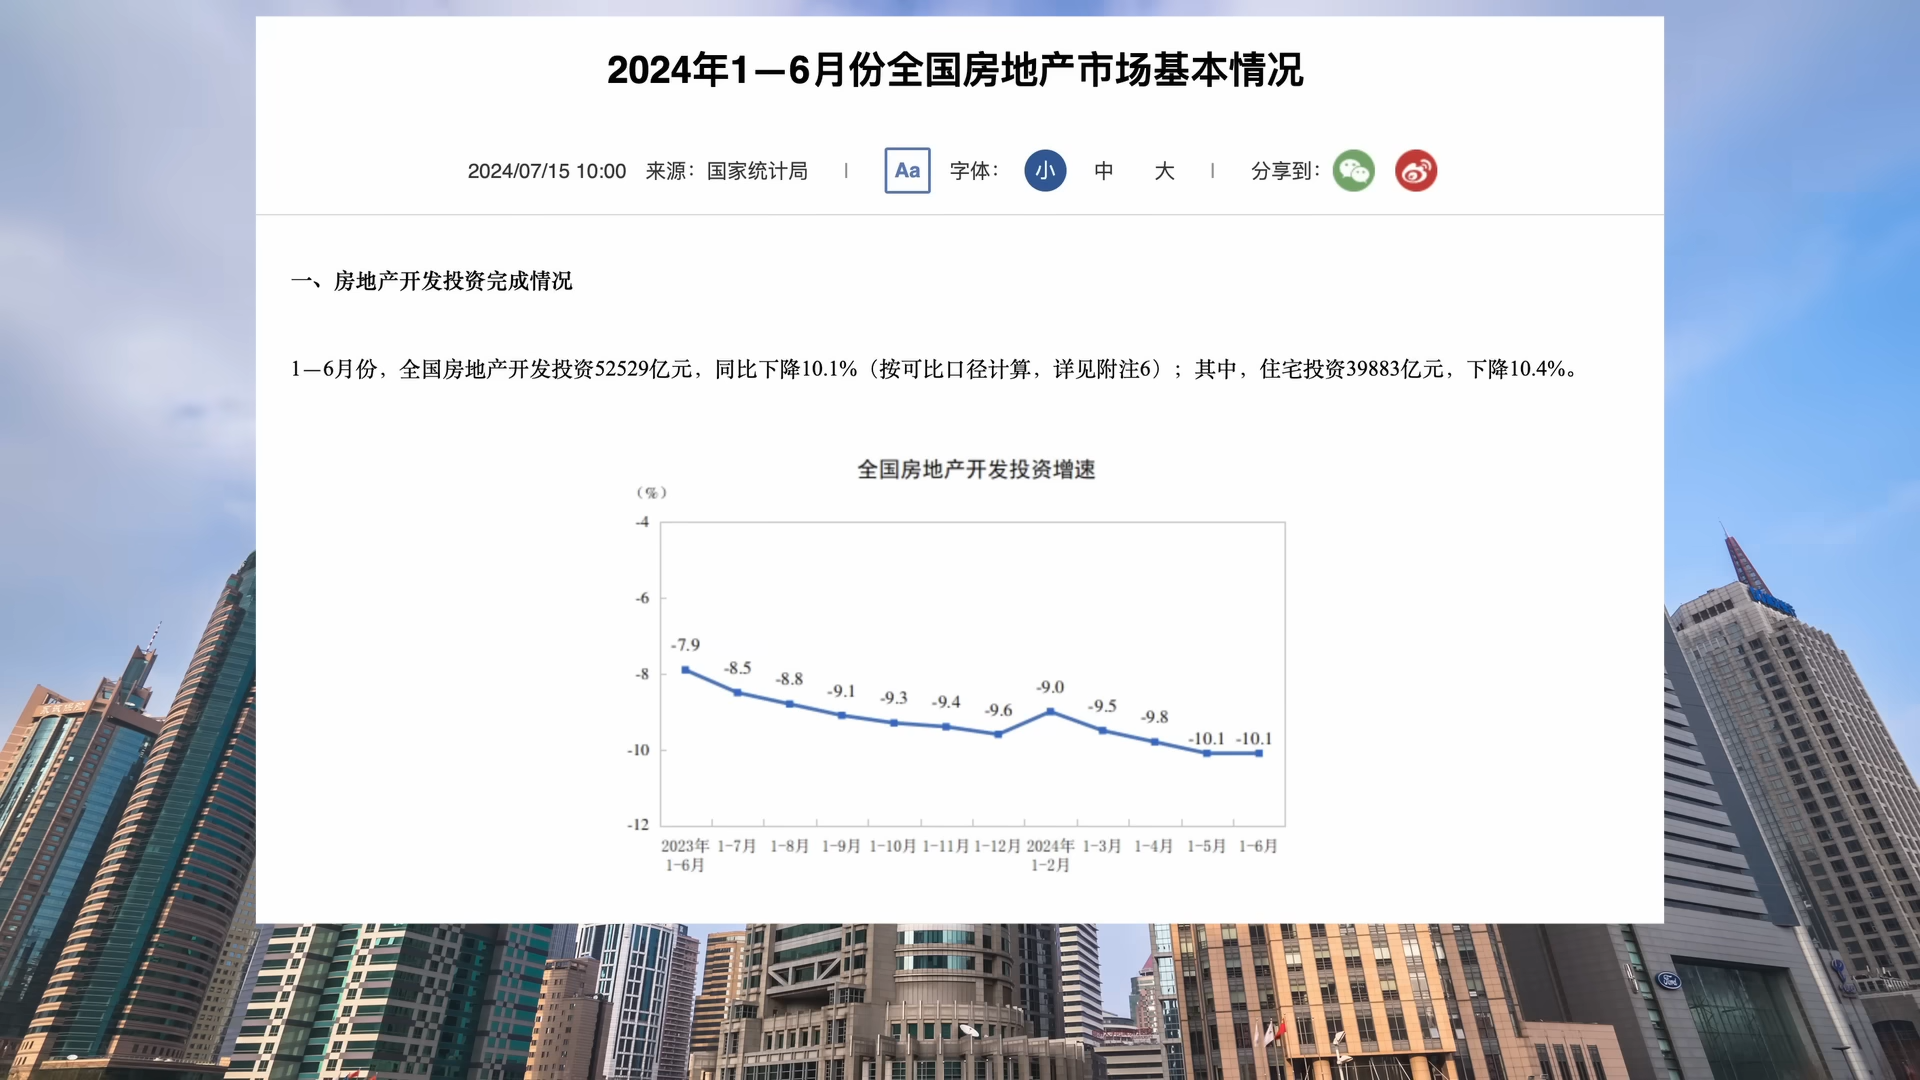 2024年1—6月份全国房地产市场基本情况
2024/07/15 10:00 来源：国家统计局 | Aa 字体： 小 中 大 | 分享到：
一、房地产开发投资完成情况
1—6月份，全国房地产开发投资52529亿元，同比下降10.1%（按可比口径计算，详见附注6）；其中，住宅投资39883亿元，下降10.4%。
全国房地产开发投资增速
（%）
-4
-6
-8
-10
-12
-7.9
-8.5
-8.8
-9.1
-9.3
-9.4
-9.6
-9.0
-9.5
-9.8
-10.1
-10.1
2023年 1-7月 1-8月 1-9月 1-10月 1-11月 1-12月 2024年 1-3月 1-4月 1-5月 1-6月
1-6月 1-2月
Ford